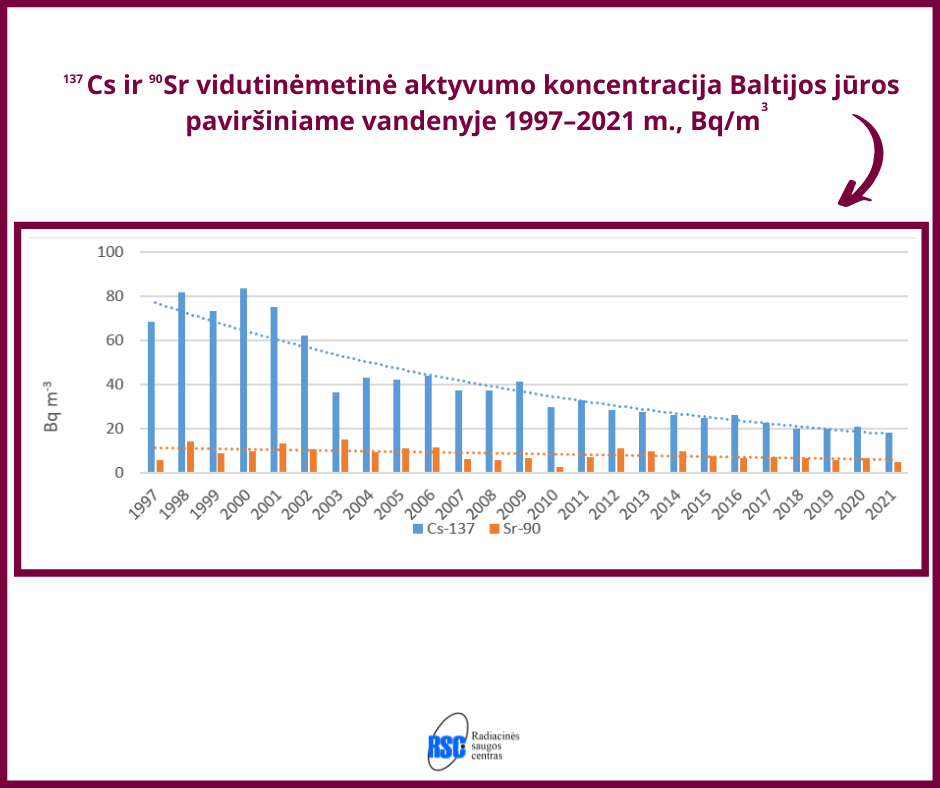 ¹³⁷ Cs ir ⁹⁰Sr vidutinėmetinė aktyvumo koncentracija Baltijos jūros
paviršiniame vandenyje 1997–2021 m., Bq/m³
100
80
60
40
20
0
Bq m⁻³
1997 1998 1999 2000 2001 2002 2003 2004 2005 2006 2007 2008 2009 2010 2011 2012 2013 2014 2015 2016 2017 2018 2019 2020 2021
Cs-137 Sr-90
RSC
Radiacinės
saugos
centras